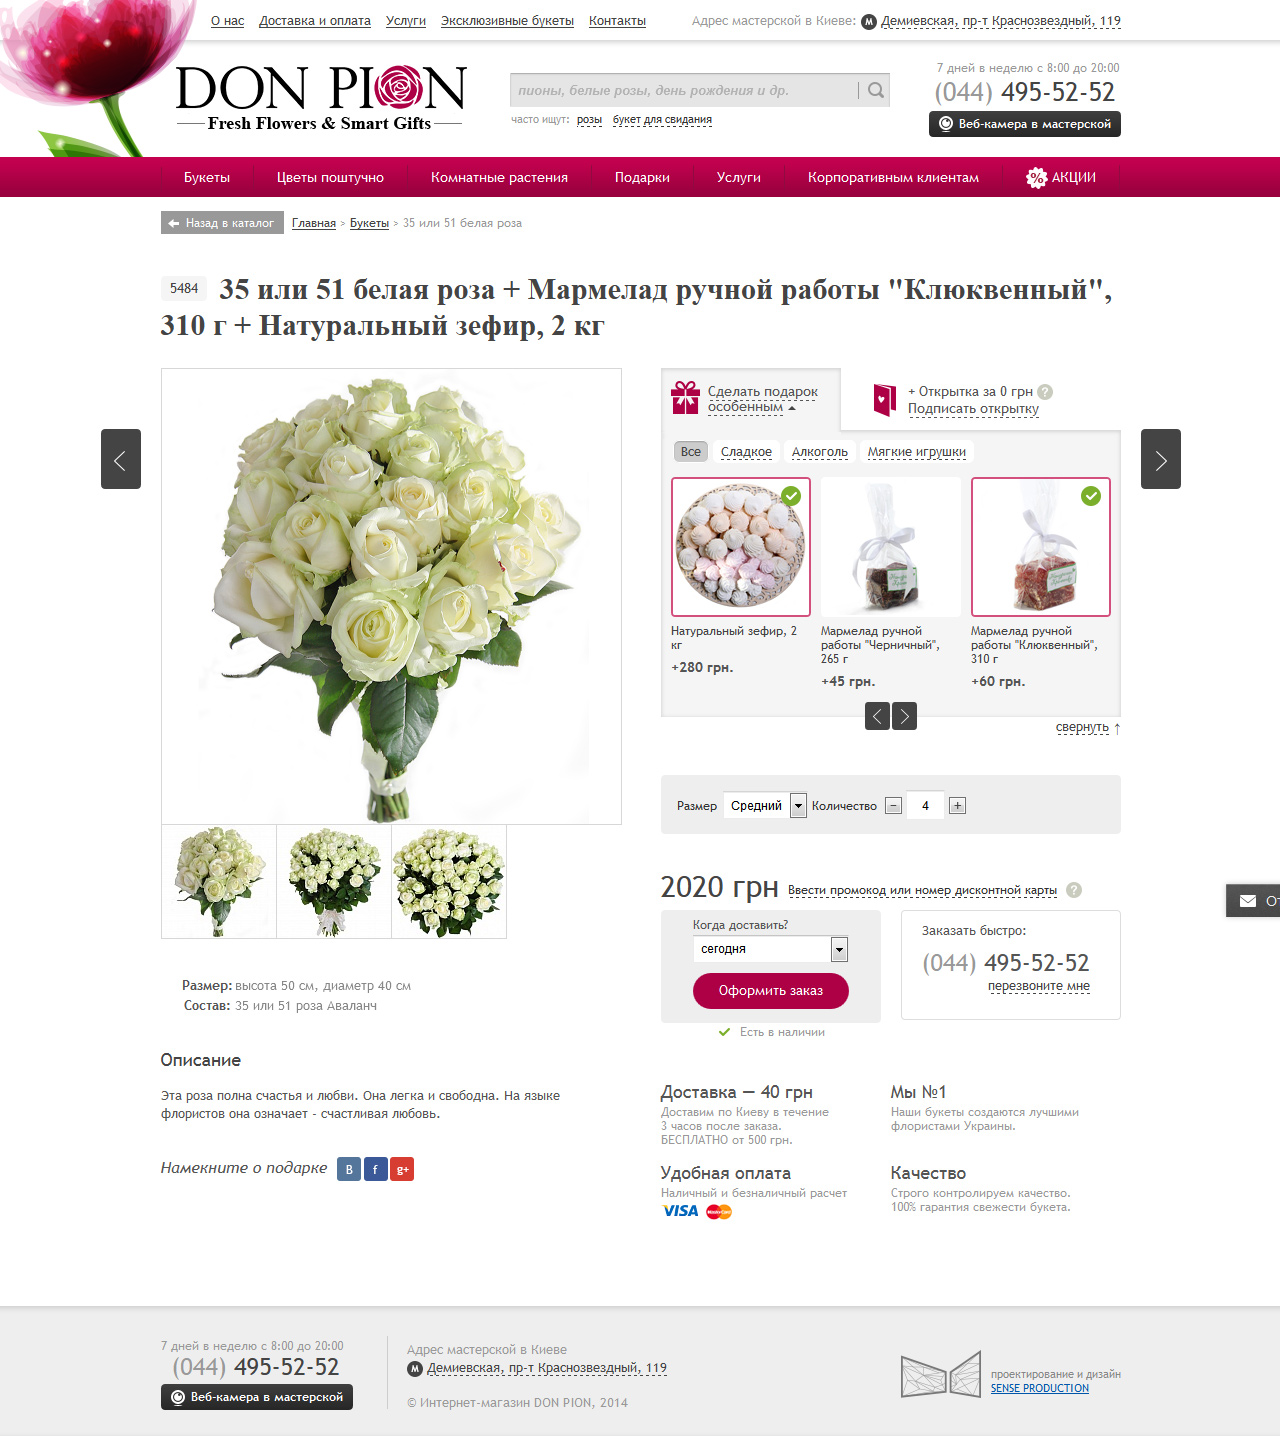 О нас Доставка и оплата Услуги Эксклюзивные букеты Контакты Адрес мастерской в Киеве: М Демиевская, пр-т Краснозвездный, 119
DON PION
Fresh Flowers & Smart Gifts
пионы, белые розы, день рождения и др.
часто ищут: розы букет для свидания
7 дней в неделю с 8:00 до 20:00
(044) 495-52-52
Веб-камера в мастерской
Букеты Цветы поштучно Комнатные растения Подарки Услуги Корпоративным клиентам % АКЦИИ
Назад в каталог Главная > Букеты > 35 или 51 белая роза
5484 35 или 51 белая роза + Мармелад ручной работы "Клюквенный",
310 г + Натуральный зефир, 2 кг
Сделать подарок
особенным
+ Открытка за 0 грн ?
Подписать открытку
Все Сладкое Алкоголь Мягкие игрушки
Натуральный зефир, 2
кг
+280 грн.
Мармелад ручной
работы "Черничный",
265 г
+45 грн.
Мармелад ручной
работы "Клюквенный",
310 г
+60 грн.
свернуть ↑
Размер Средний Количество − 4 +
2020 грн Ввести промокод или номер дисконтной карты ?
Когда доставить?
сегодня
Оформить заказ
Есть в наличии
Заказать быстро:
(044) 495-52-52
перезвоните мне
От
Размер: высота 50 см, диаметр 40 см
Состав: 35 или 51 роза Аваланч
Описание
Эта роза полна счастья и любви. Она легка и свободна. На языке
флористов она означает - счастливая любовь.
Намекните о подарке В f g+
Доставка — 40 грн
Доставим по Киеву в течение
3 часов после заказа.
БЕСПЛАТНО от 500 грн.
Мы №1
Наши букеты создаются лучшими
флористами Украины.
Удобная оплата
Наличный и безналичный расчет
VISA MasterCard
Качество
Строго контролируем качество.
100% гарантия свежести букета.
7 дней в неделю с 8:00 до 20:00
(044) 495-52-52
Веб-камера в мастерской
Адрес мастерской в Киеве
М Демиевская, пр-т Краснозвездный, 119
© Интернет-магазин DON PION, 2014
проектирование и дизайн
SENSE PRODUCTION